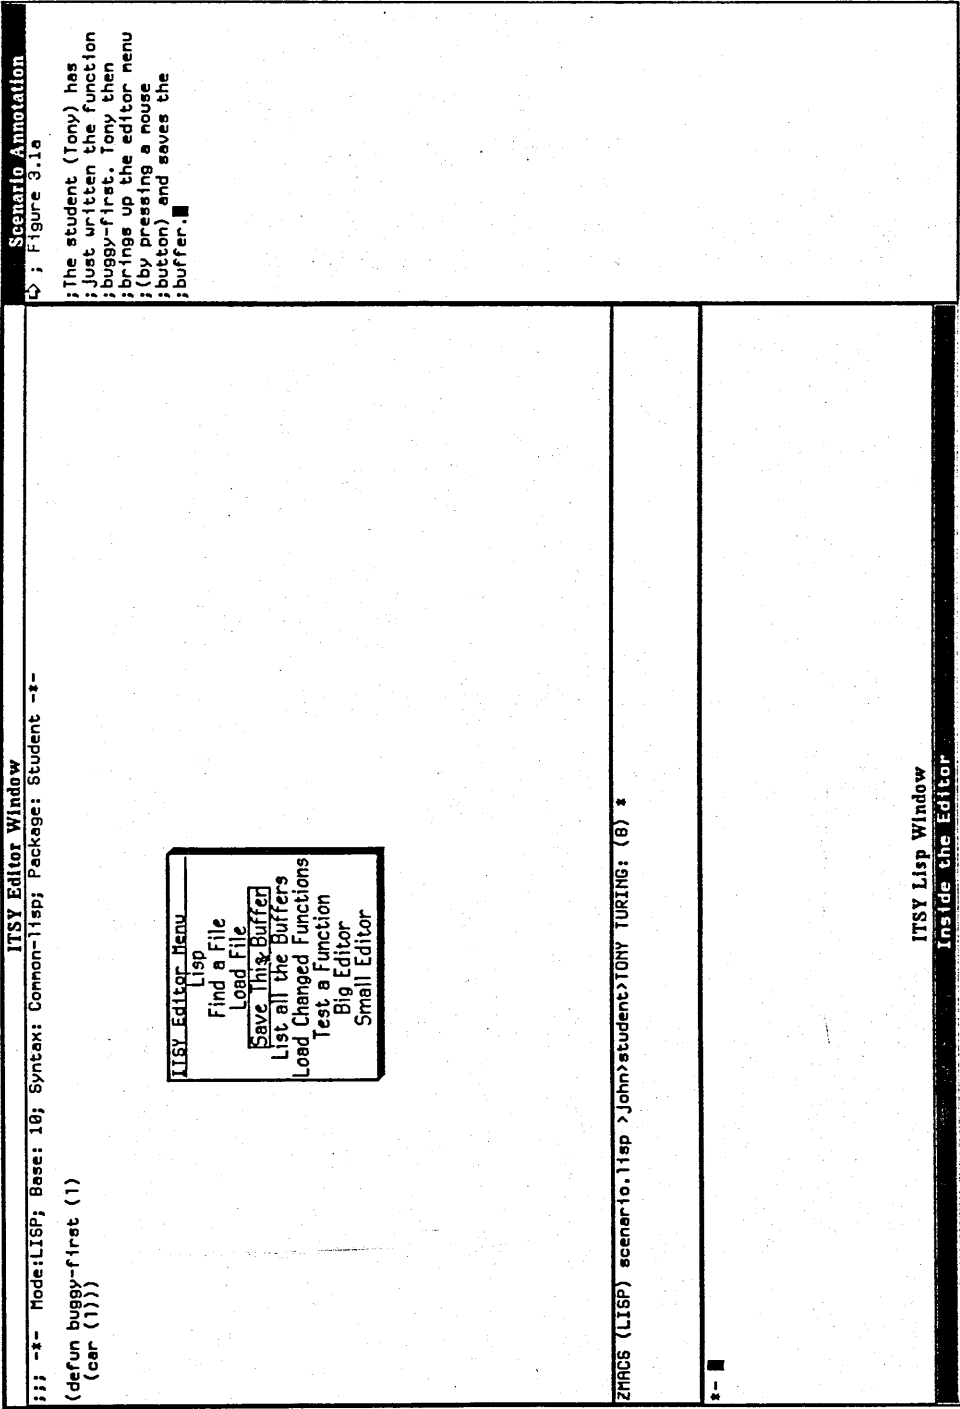 ITSY Editor Window
;;; -*-  Mode:LISP; Base: 10; Syntax: Common-lisp; Package: Student -*-
(defun buggy-first (l)
  (car (l)))
ITSY Editor Menu
Lisp
Find a File
Load File
Save This Buffer
List all the Buffers
Load Changed Functions
Test a Function
Big Editor
Small Editor
ZMACS (LISP) scenario.lisp >john>student>TONY TURING: (8) *
*-
ITSY Lisp Window
Inside the Editor
Scenario Annotation
; Figure 3.1a
;The student (Tony) has
;just written the function
;buggy-first. Tony then
;brings up the editor menu
;(by pressing a mouse
;button) and saves the
;buffer.